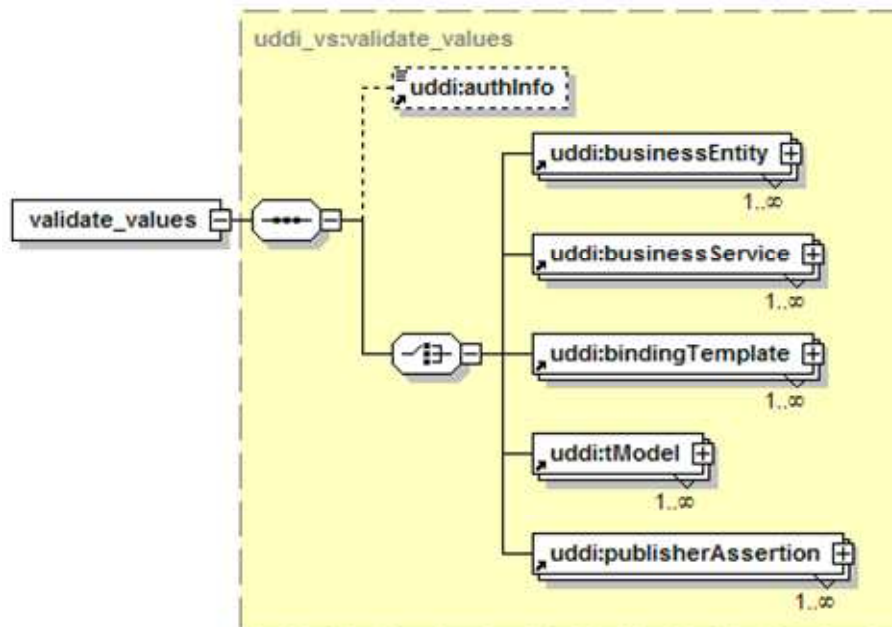 uddi_vs:validate_values
uddi:authInfo
uddi:businessEntity
1..∞
validate_values
uddi:businessService
1..∞
uddi:bindingTemplate
1..∞
uddi:tModel
1..∞
uddi:publisherAssertion
1..∞